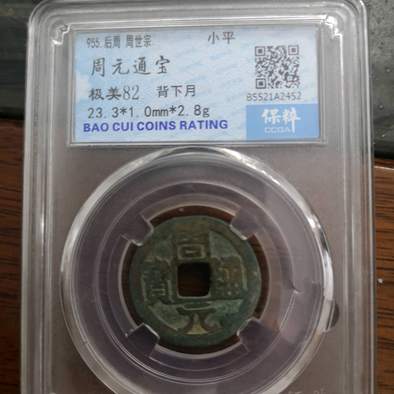 955.后周 周世宗 小平
周元通宝
极美82 背下月
23.3*1.0mm*2.8g
BAO CUI COINS RATING
BS521A2452
保粹
CCGA
周元通寶